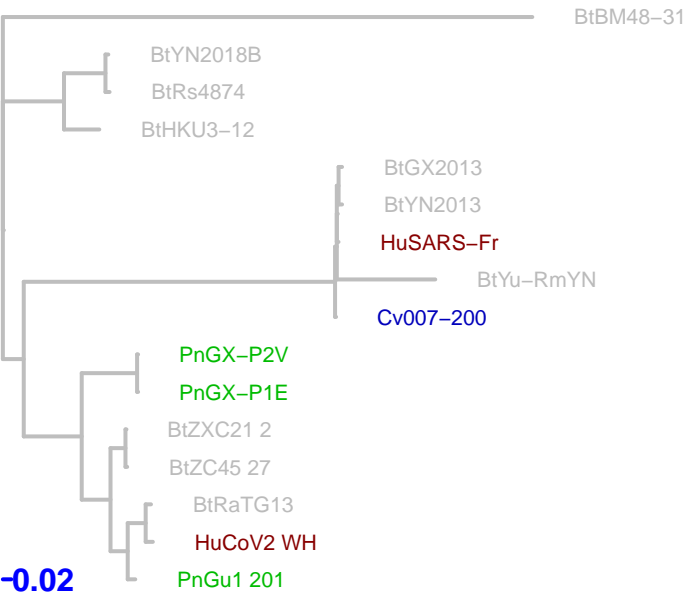 BtBM48−31
BtYN2018B
BtRs4874
BtHKU3−12
BtGX2013
BtYN2013
HuSARS−Fr
BtYu−RmYN
Cv007−200
PnGX−P2V
PnGX−P1E
BtZXC21 2
BtZC45 27
BtRaTG13
HuCoV2 WH
PnGu1 201
0.02